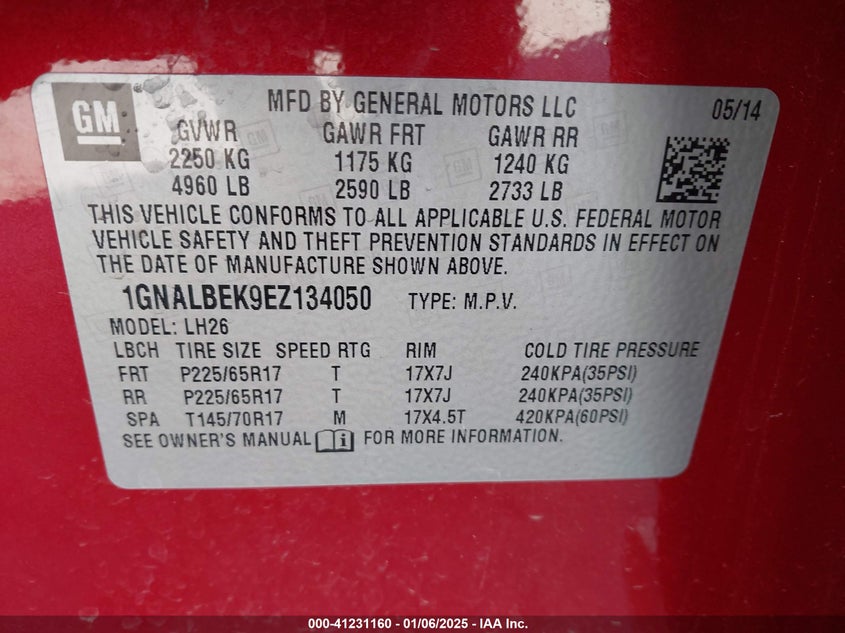 GM
MFD BY GENERAL MOTORS LLC 05/14
GVWR GAWR FRT GAWR RR
2250 KG 1175 KG 1240 KG
4960 LB 2590 LB 2733 LB
THIS VEHICLE CONFORMS TO ALL APPLICABLE U.S. FEDERAL MOTOR
VEHICLE SAFETY AND THEFT PREVENTION STANDARDS IN EFFECT ON
THE DATE OF MANUFACTURE SHOWN ABOVE.
1GNALBEK9EZ134050 TYPE: M.P.V.
MODEL: LH26
LBCH TIRE SIZE SPEED RTG RIM COLD TIRE PRESSURE
FRT P225/65R17 T 17X7J 240KPA(35PSI)
RR P225/65R17 T 17X7J 240KPA(35PSI)
SPA T145/70R17 M 17X4.5T 420KPA(60PSI)
SEE OWNER'S MANUAL FOR MORE INFORMATION.
000-41231160 - 01/06/2025 - IAA Inc.